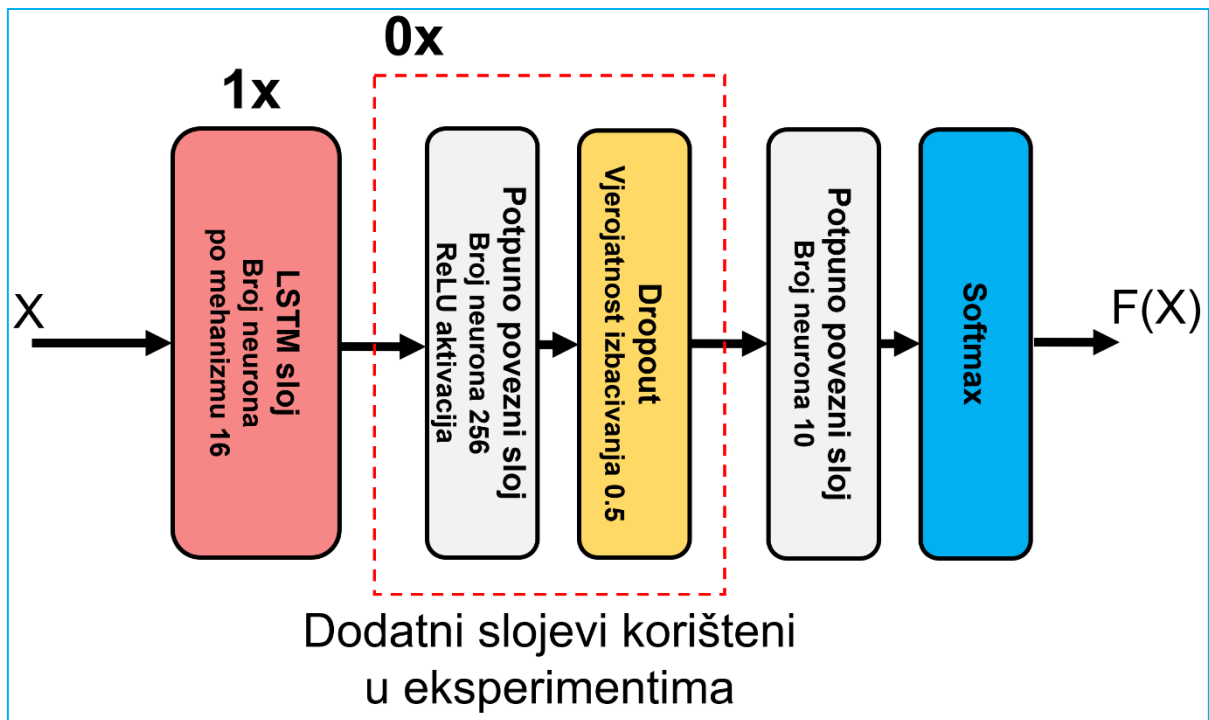 0x
1x
X
LSTM sloj
Broj neurona
po mehanizmu 16
Potpuno povezni sloj
Broj neurona 256
ReLU aktivacija
Dropout
Vjerojatnost izbacivanja 0.5
Potpuno povezni sloj
Broj neurona 10
Softmax
F(X)
Dodatni slojevi korišteni
u eksperimentima